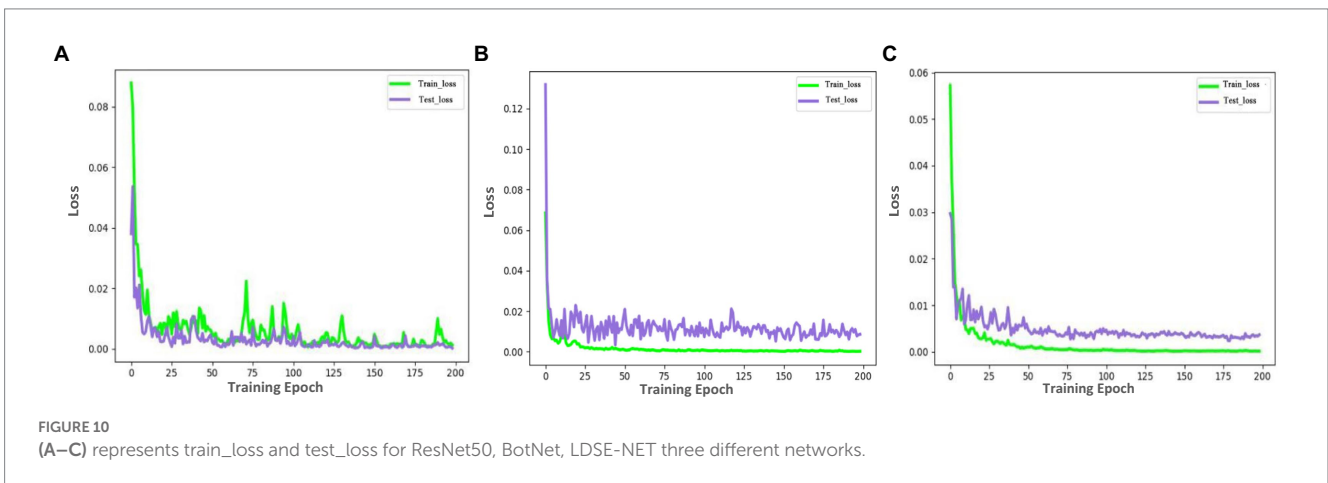 A
Train_loss
Test_loss
0.08
0.06
0.04
0.02
0.00
Loss
0 25 50 75 100 125 150 175 200
Training Epoch
B
Train_loss
Test_loss
0.12
0.10
0.08
0.06
0.04
0.02
0.00
Loss
0 25 50 75 100 125 150 175 200
Training Epoch
C
Train_loss
Test_loss
0.06
0.05
0.04
0.03
0.02
0.01
0.00
Loss
0 25 50 75 100 125 150 175 200
Training Epoch
FIGURE 10
(A–C) represents train_loss and test_loss for ResNet50, BotNet, LDSE-NET three different networks.